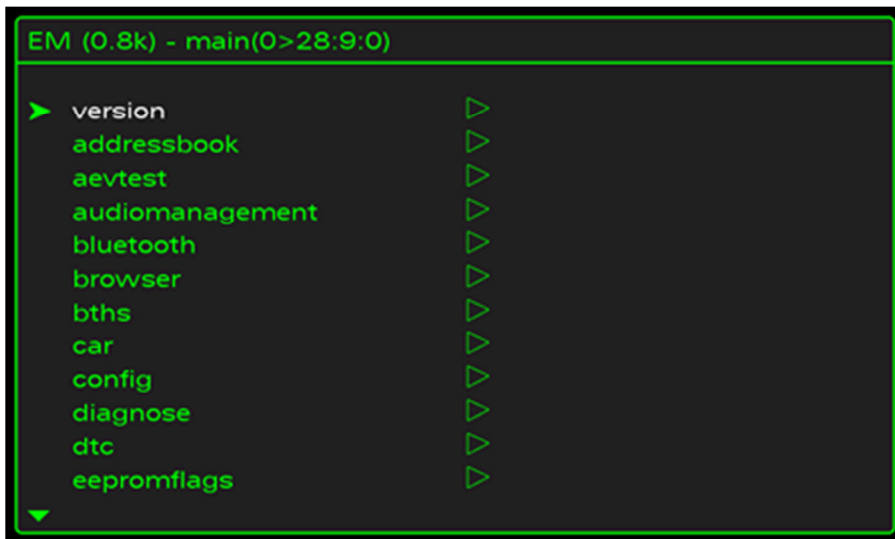 EM (0.8k) - main(0>28:9:0)
version
addressbook
aevtest
audiomanagement
bluetooth
browser
bths
car
config
diagnose
dtc
eepromflags